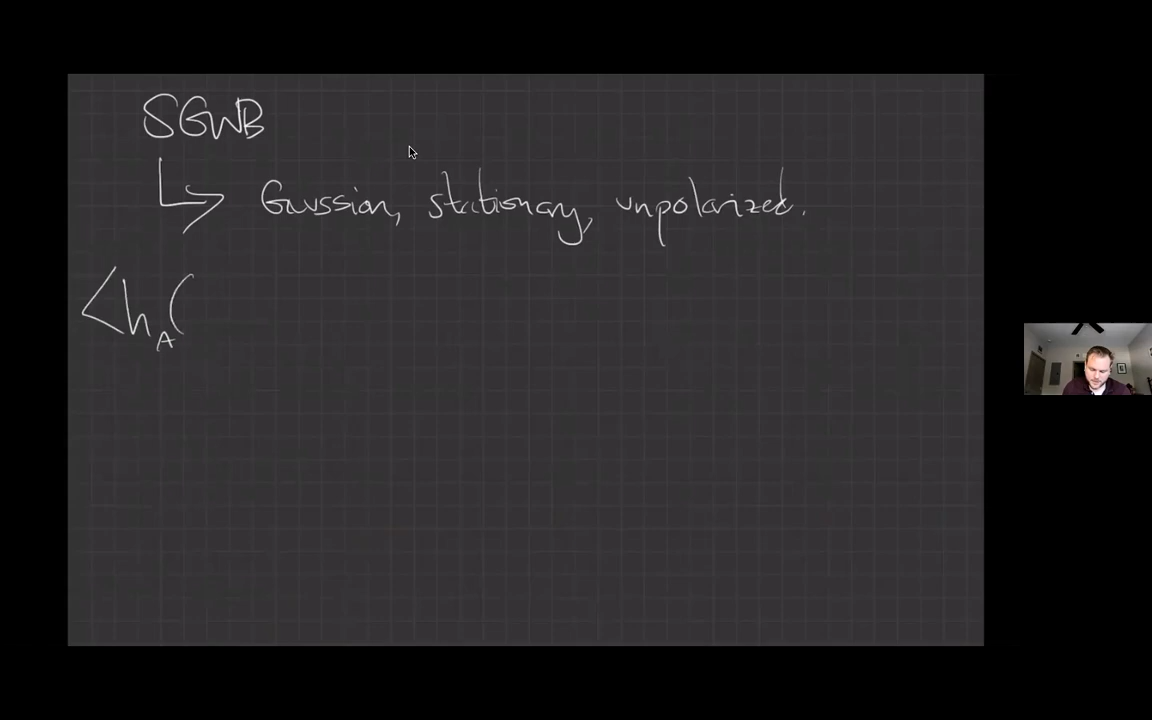 SGWB
↳ Gaussian, stationary, unpolarized.
<h_A(